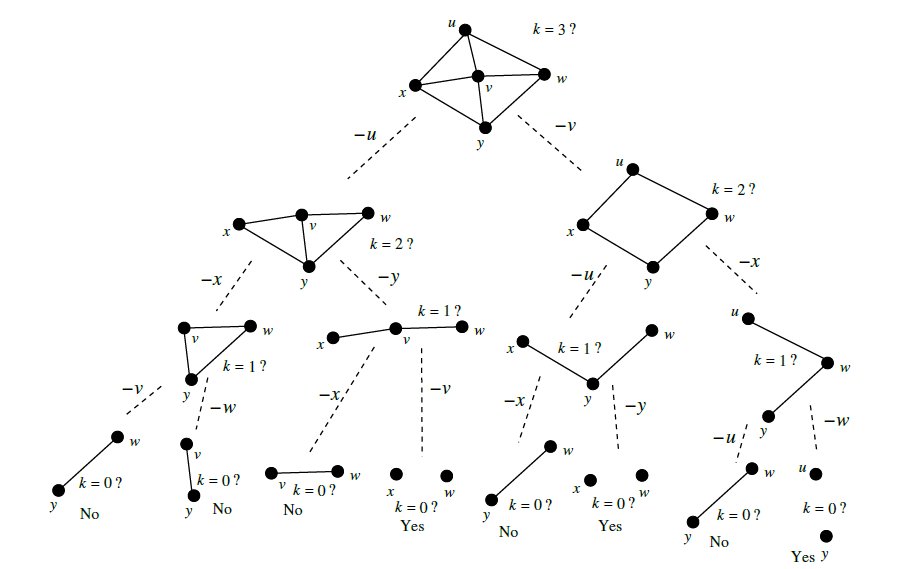 u
k = 3 ?
w
x
v
y
−u
−v
u
k = 2 ?
w
x
v
w
x
y
k = 2 ?
y
−x
−y
−u
−x
u
k = 1 ?
v
w
x
v
w
x
k = 1 ?
w
k = 1 ?
w
k = 1 ?
y
y
−v
−w
−x
−v
−x
−y
y
−u
−w
w
v
w
w
u
k = 0 ?
k = 0 ?
v
k = 0 ?
x
w
x
w
y
No
y
No
No
k = 0 ?
Yes
y
k = 0 ?
No
k = 0 ?
Yes
k = 0 ?
k = 0 ?
y
No
Yes
y